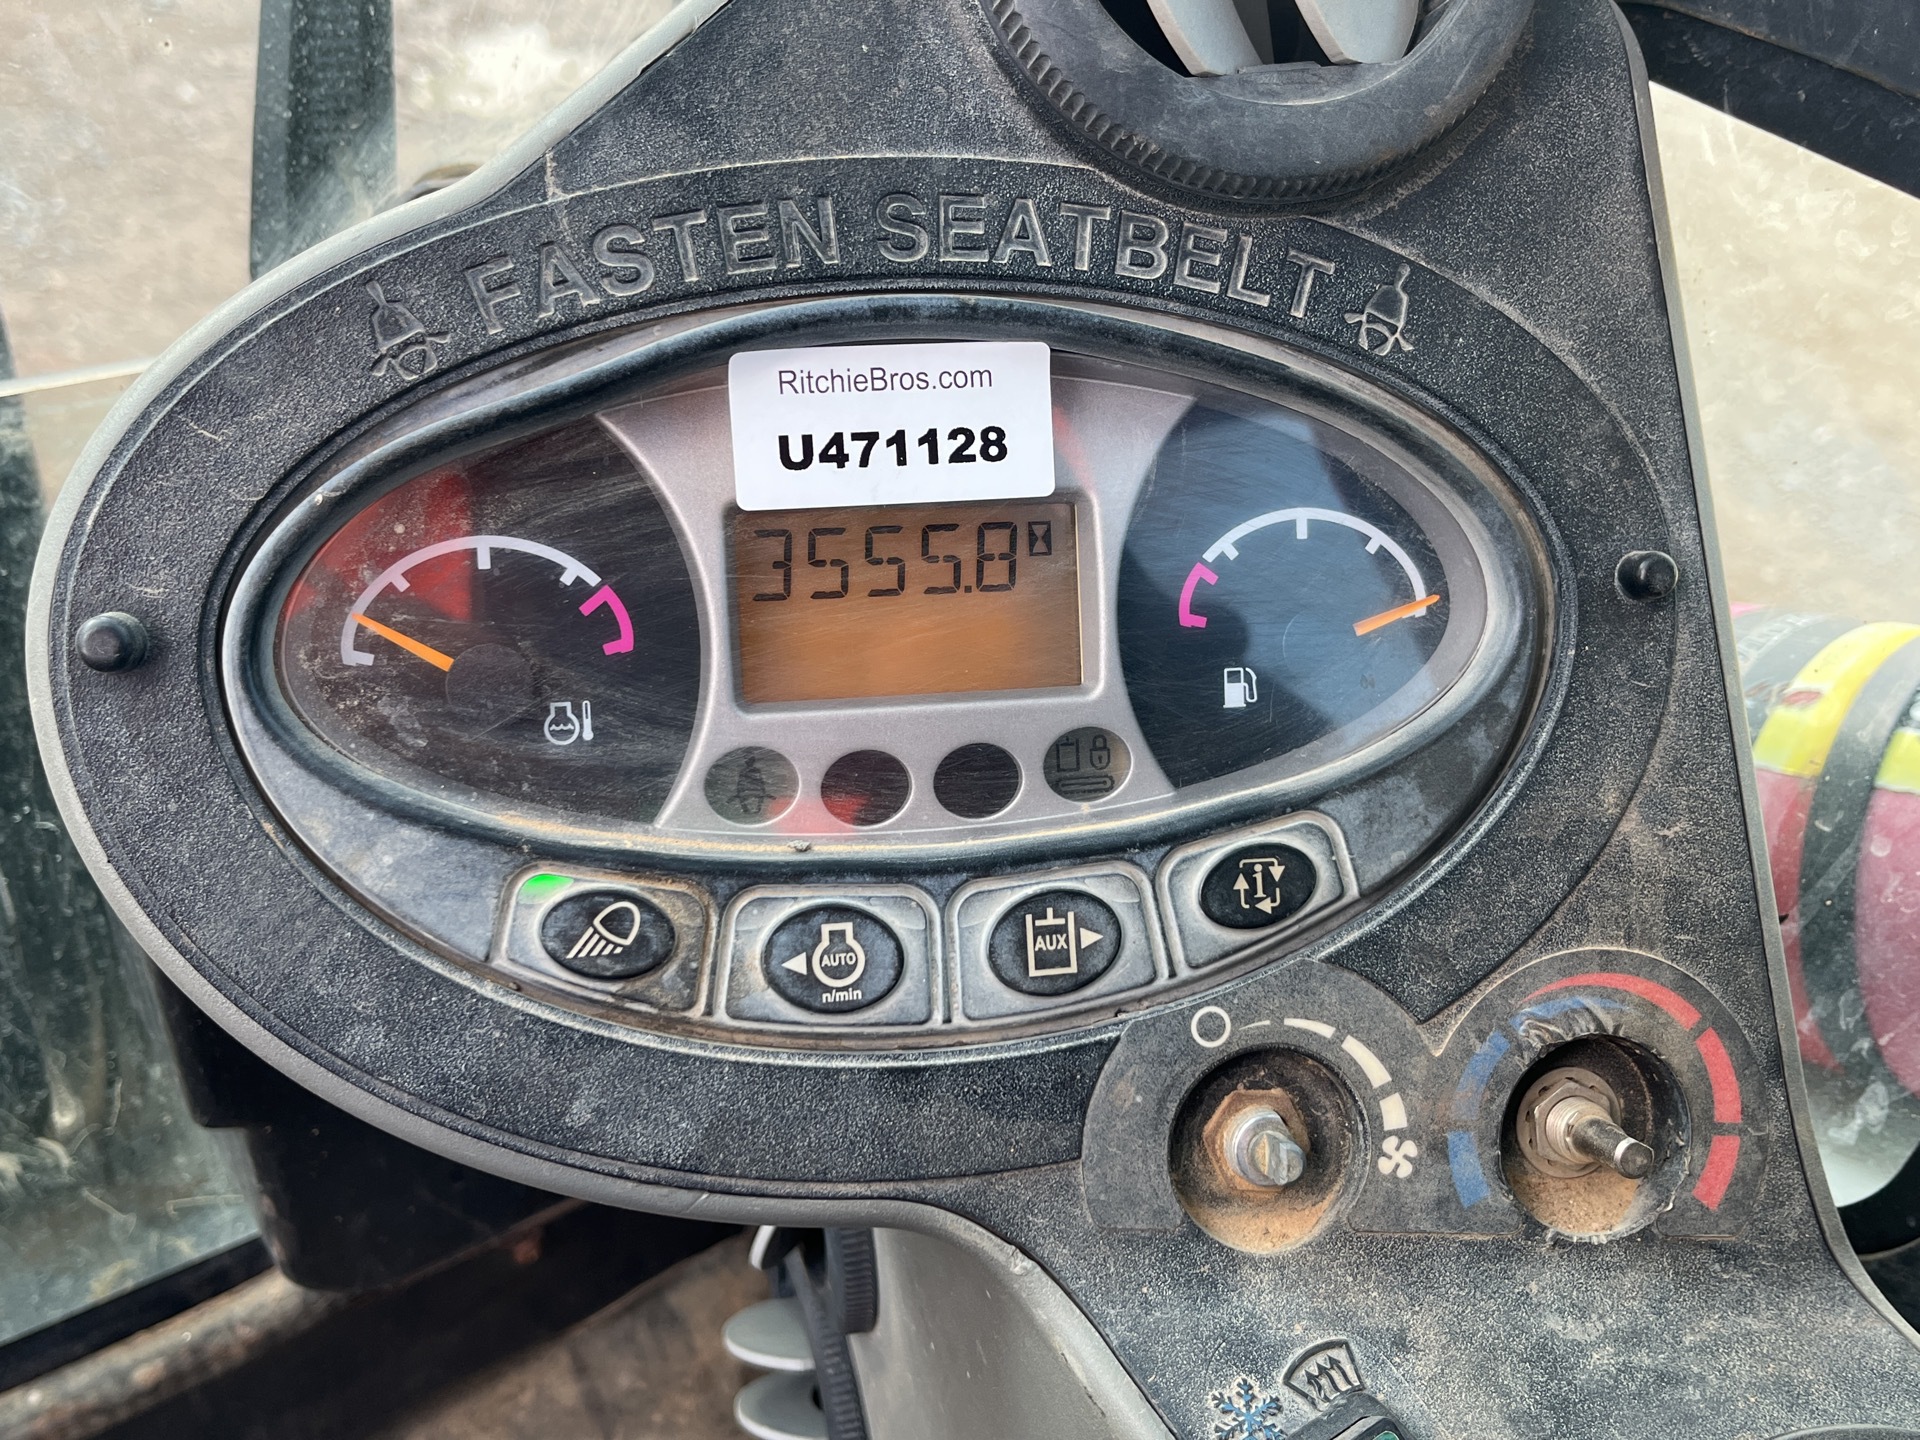 FASTEN SEATBELT
RitchieBros.com
U471128
3555.8
AUTO
n/min
AUX
i